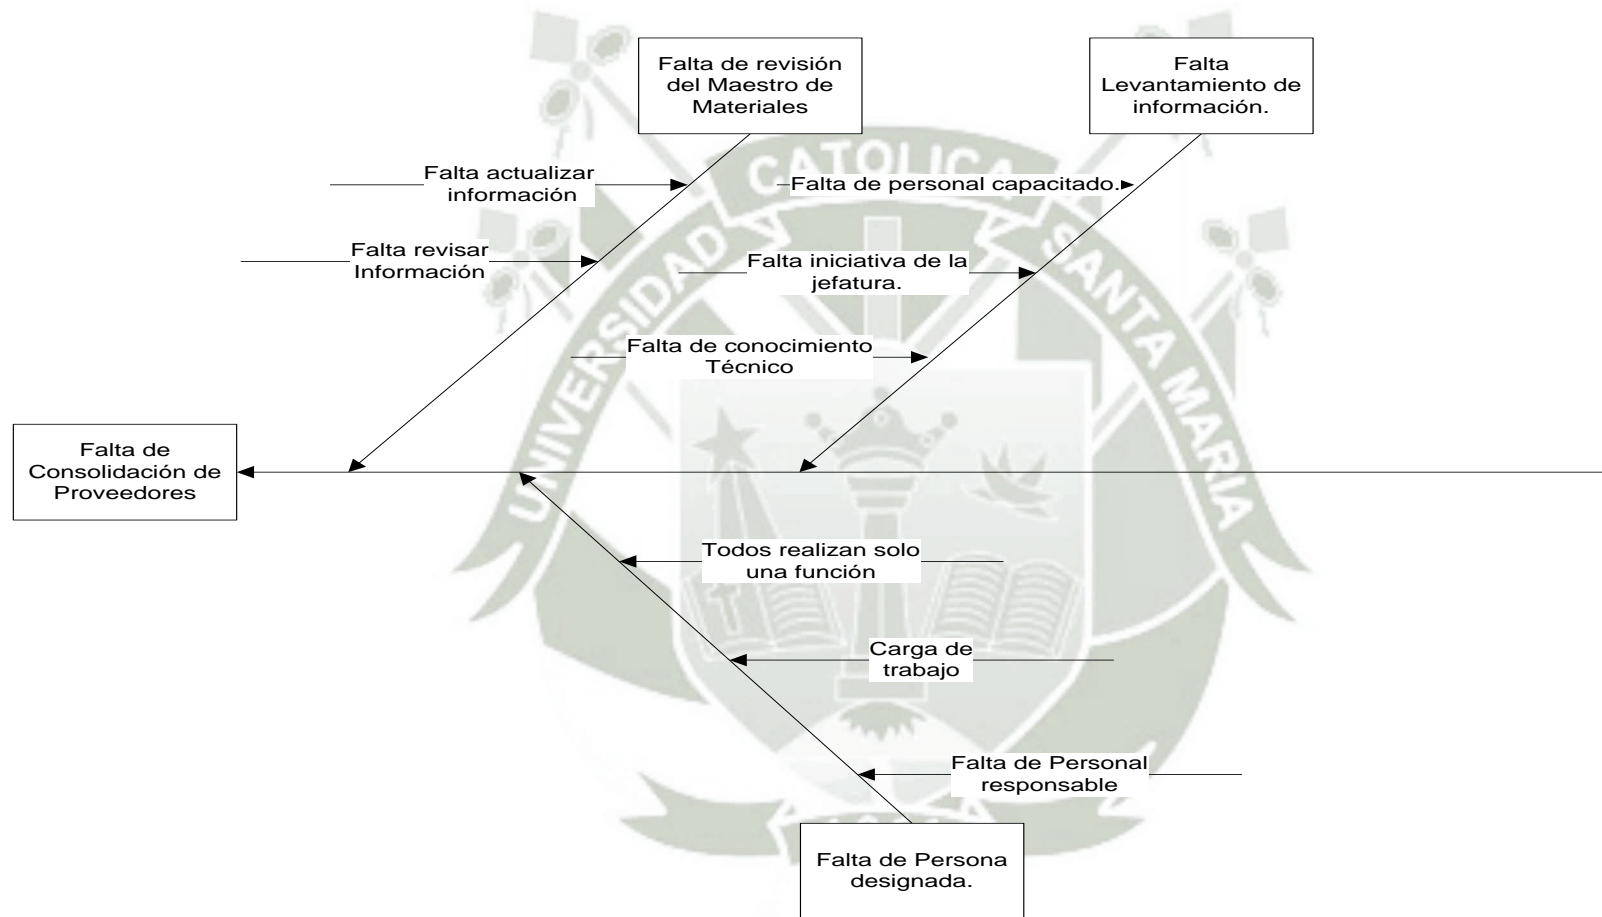 Falta de revisión
del Maestro de
Materiales
Falta
Levantamiento de
información.
Falta actualizar
información
Falta de personal capacitado.
Falta revisar
Información
Falta iniciativa de la
jefatura.
Falta de conocimiento
Técnico
Falta de
Consolidación de
Proveedores
Todos realizan solo
una función
Carga de
trabajo
Falta de Personal
responsable
Falta de Persona
designada.
UNIVERSIDAD CATOLICA SANTA MARIA